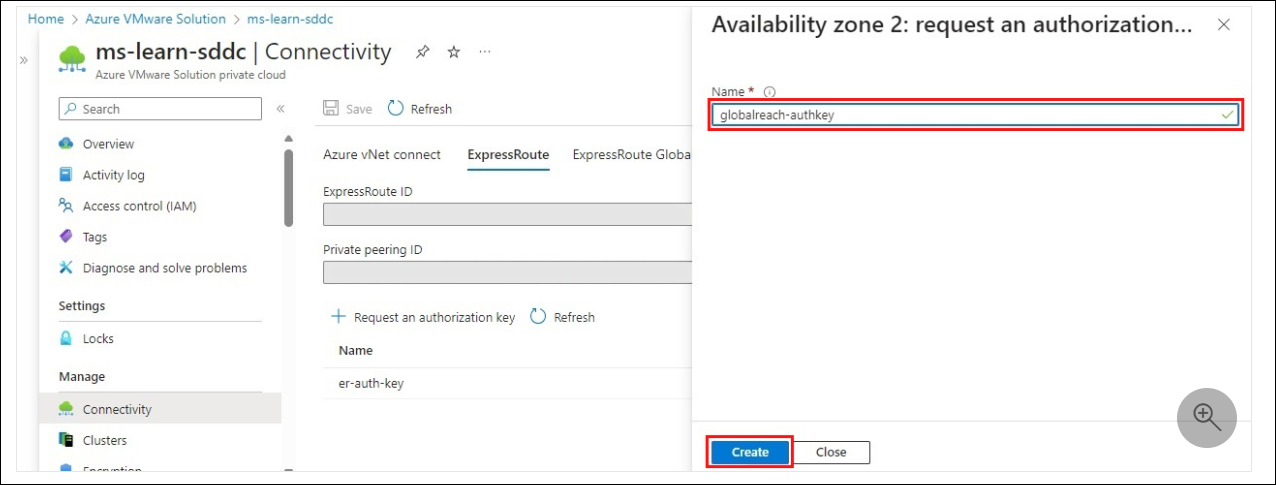 Home > Azure VMware Solution > ms-learn-sddc
ms-learn-sddc | Connectivity
Azure VMware Solution private cloud
Search
Overview
Activity log
Access control (IAM)
Tags
Diagnose and solve problems
Settings
Locks
Manage
Connectivity
Clusters
Encryption
Save Refresh
Azure vNet connect ExpressRoute ExpressRoute Globa
ExpressRoute ID
Private peering ID
Request an authorization key Refresh
Name
er-auth-key
Availability zone 2: request an authorization...
Name *
globalreach-authkey
Create Close